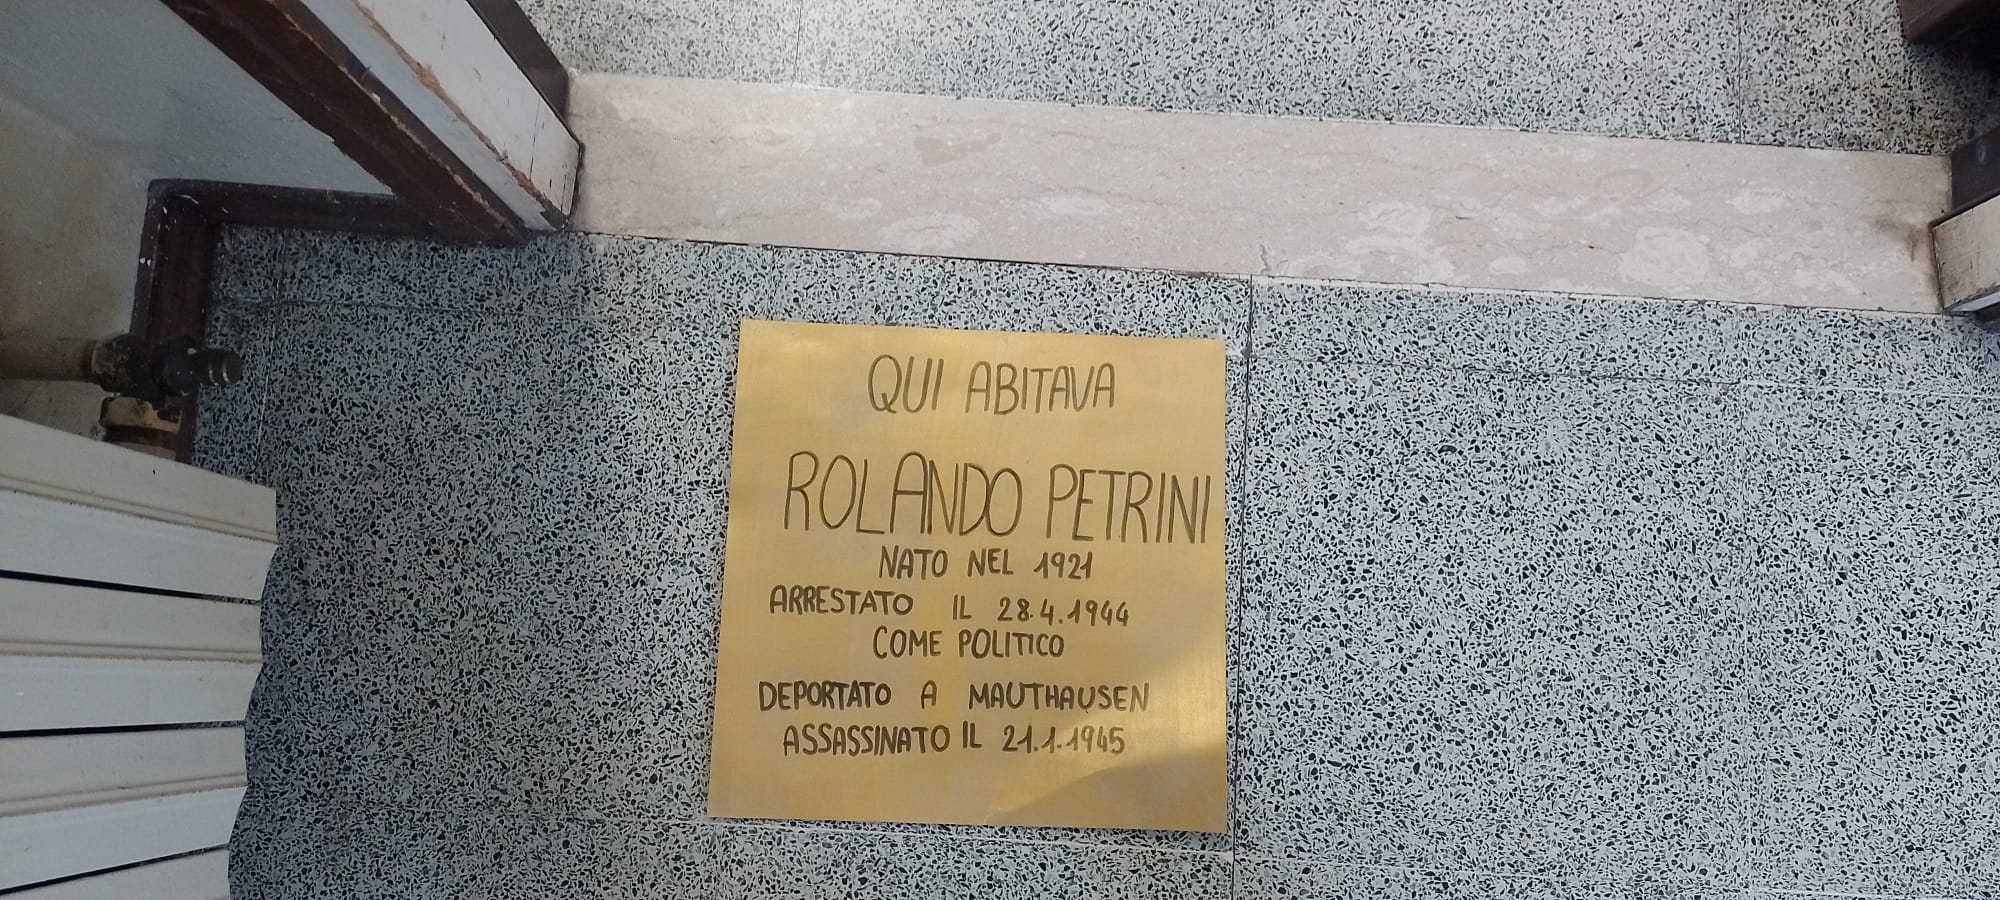 QUI ABITAVA
ROLANDO PETRINI
NATO NEL 1921
ARRESTATO IL 28.4.1944
COME POLITICO
DEPORTATO A MAUTHAUSEN
ASSASSINATO IL 21.1.1945